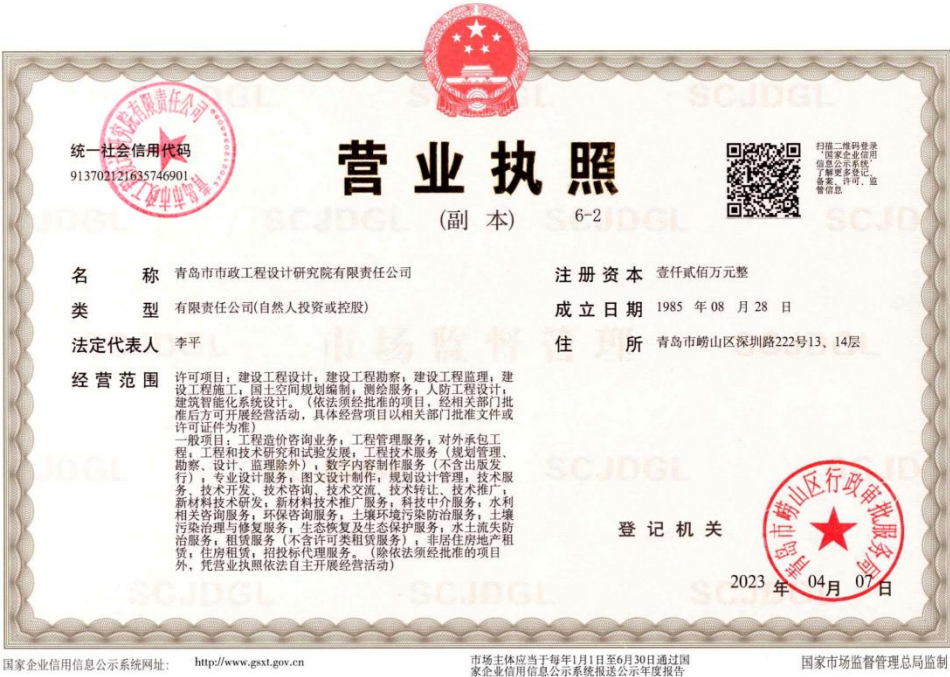 统一社会信用代码
913702121635746901
营业执照
(副 本) 6-2
扫描二维码登录
“国家企业信用
信息公示系统”
了解更多登记、
备案、许可、监
管信息
名称 青岛市市政工程设计研究院有限责任公司
类型 有限责任公司(自然人投资或控股)
法定代表人 李平
经营范围 许可项目：建设工程设计；建设工程勘察；建设工程监理；建
设工程施工；国土空间规划编制；测绘服务；人防工程设计；
建筑智能化系统设计。（依法须经批准的项目，经相关部门批
准后方可开展经营活动，具体经营项目以相关部门批准文件或
许可证件为准）
一般项目：工程造价咨询业务；工程管理服务；对外承包工
程；工程和技术研究和试验发展；工程技术服务（规划管理、
勘察、设计、监理除外）；数字内容制作服务（不含出版发
行）；专业设计服务；图文设计制作；规划设计管理；技术服
务、技术开发、技术咨询、技术交流、技术转让、技术推广；
新材料技术研发；新材料技术推广服务；科技中介服务；水利
相关咨询服务；环保咨询服务；土壤环境污染防治服务；土壤
污染治理与修复服务；生态恢复及生态保护服务；水土流失防
治服务；租赁服务（不含许可类租赁服务）；非居住房地产租
赁；住房租赁；招投标代理服务。（除依法须经批准的项目
外，凭营业执照依法自主开展经营活动）
注册资本 壹仟贰佰万元整
成立日期 1985 年 08 月 28 日
住所 青岛市崂山区深圳路222号13、14层
登记机关
青岛市崂山区行政审批服务局
2023 年 04 月 07 日
国家企业信用信息公示系统网址： http://www.gsxt.gov.cn
市场主体应当于每年1月1日至6月30日通过国
家企业信用信息公示系统报送公示年度报告
国家市场监督管理总局监制
市场监督管理
SCJDGL